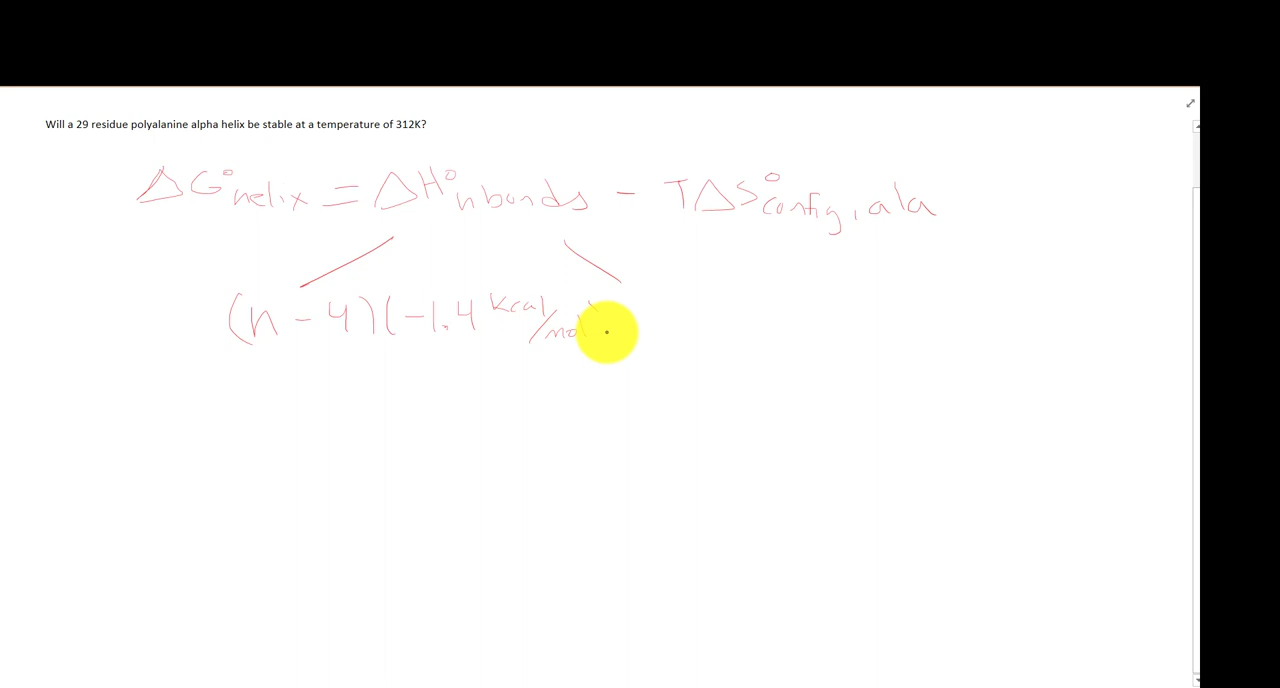 Will a 29 residue polyalanine alpha helix be stable at a temperature of 312K?
ΔG°helix = ΔH°hbonds - TΔS°config, ala
(n - 4)(-1.4 kcal/mol)